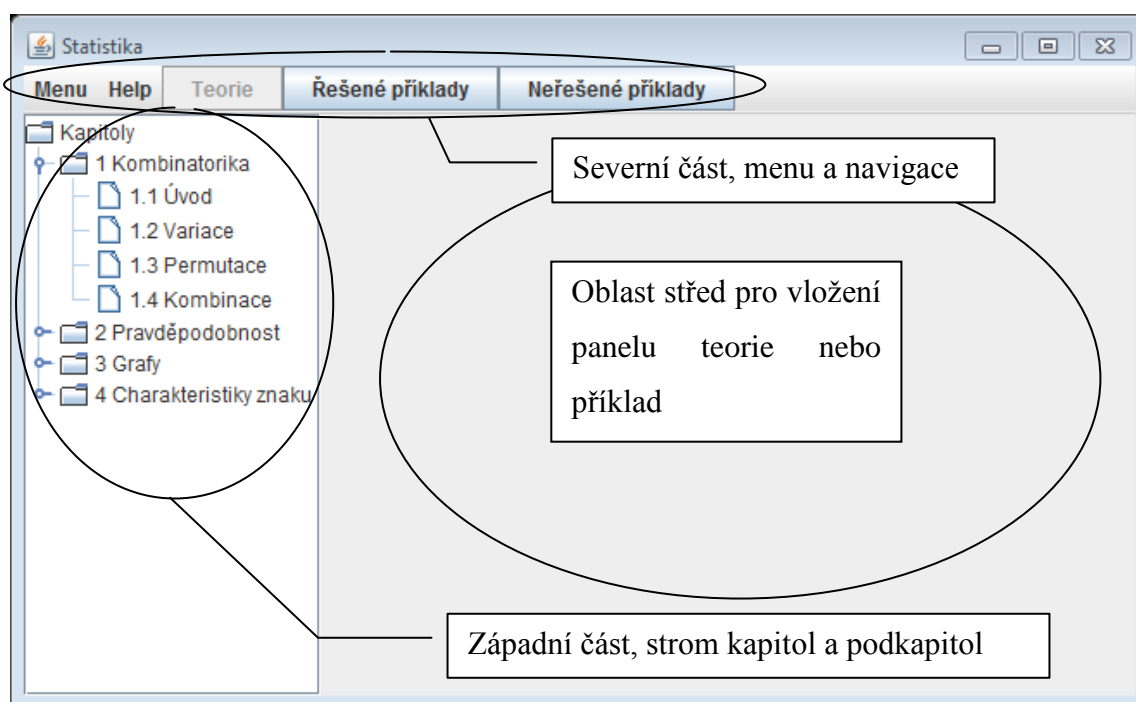 Statistika
Menu Help Teorie Řešené příklady Neřešené příklady
Kapitoly
1 Kombinatorika
1.1 Úvod
1.2 Variace
1.3 Permutace
1.4 Kombinace
2 Pravděpodobnost
3 Grafy
4 Charakteristiky znaku
Severní část, menu a navigace
Oblast střed pro vložení
panelu teorie nebo
příklad
Západní část, strom kapitol a podkapitol